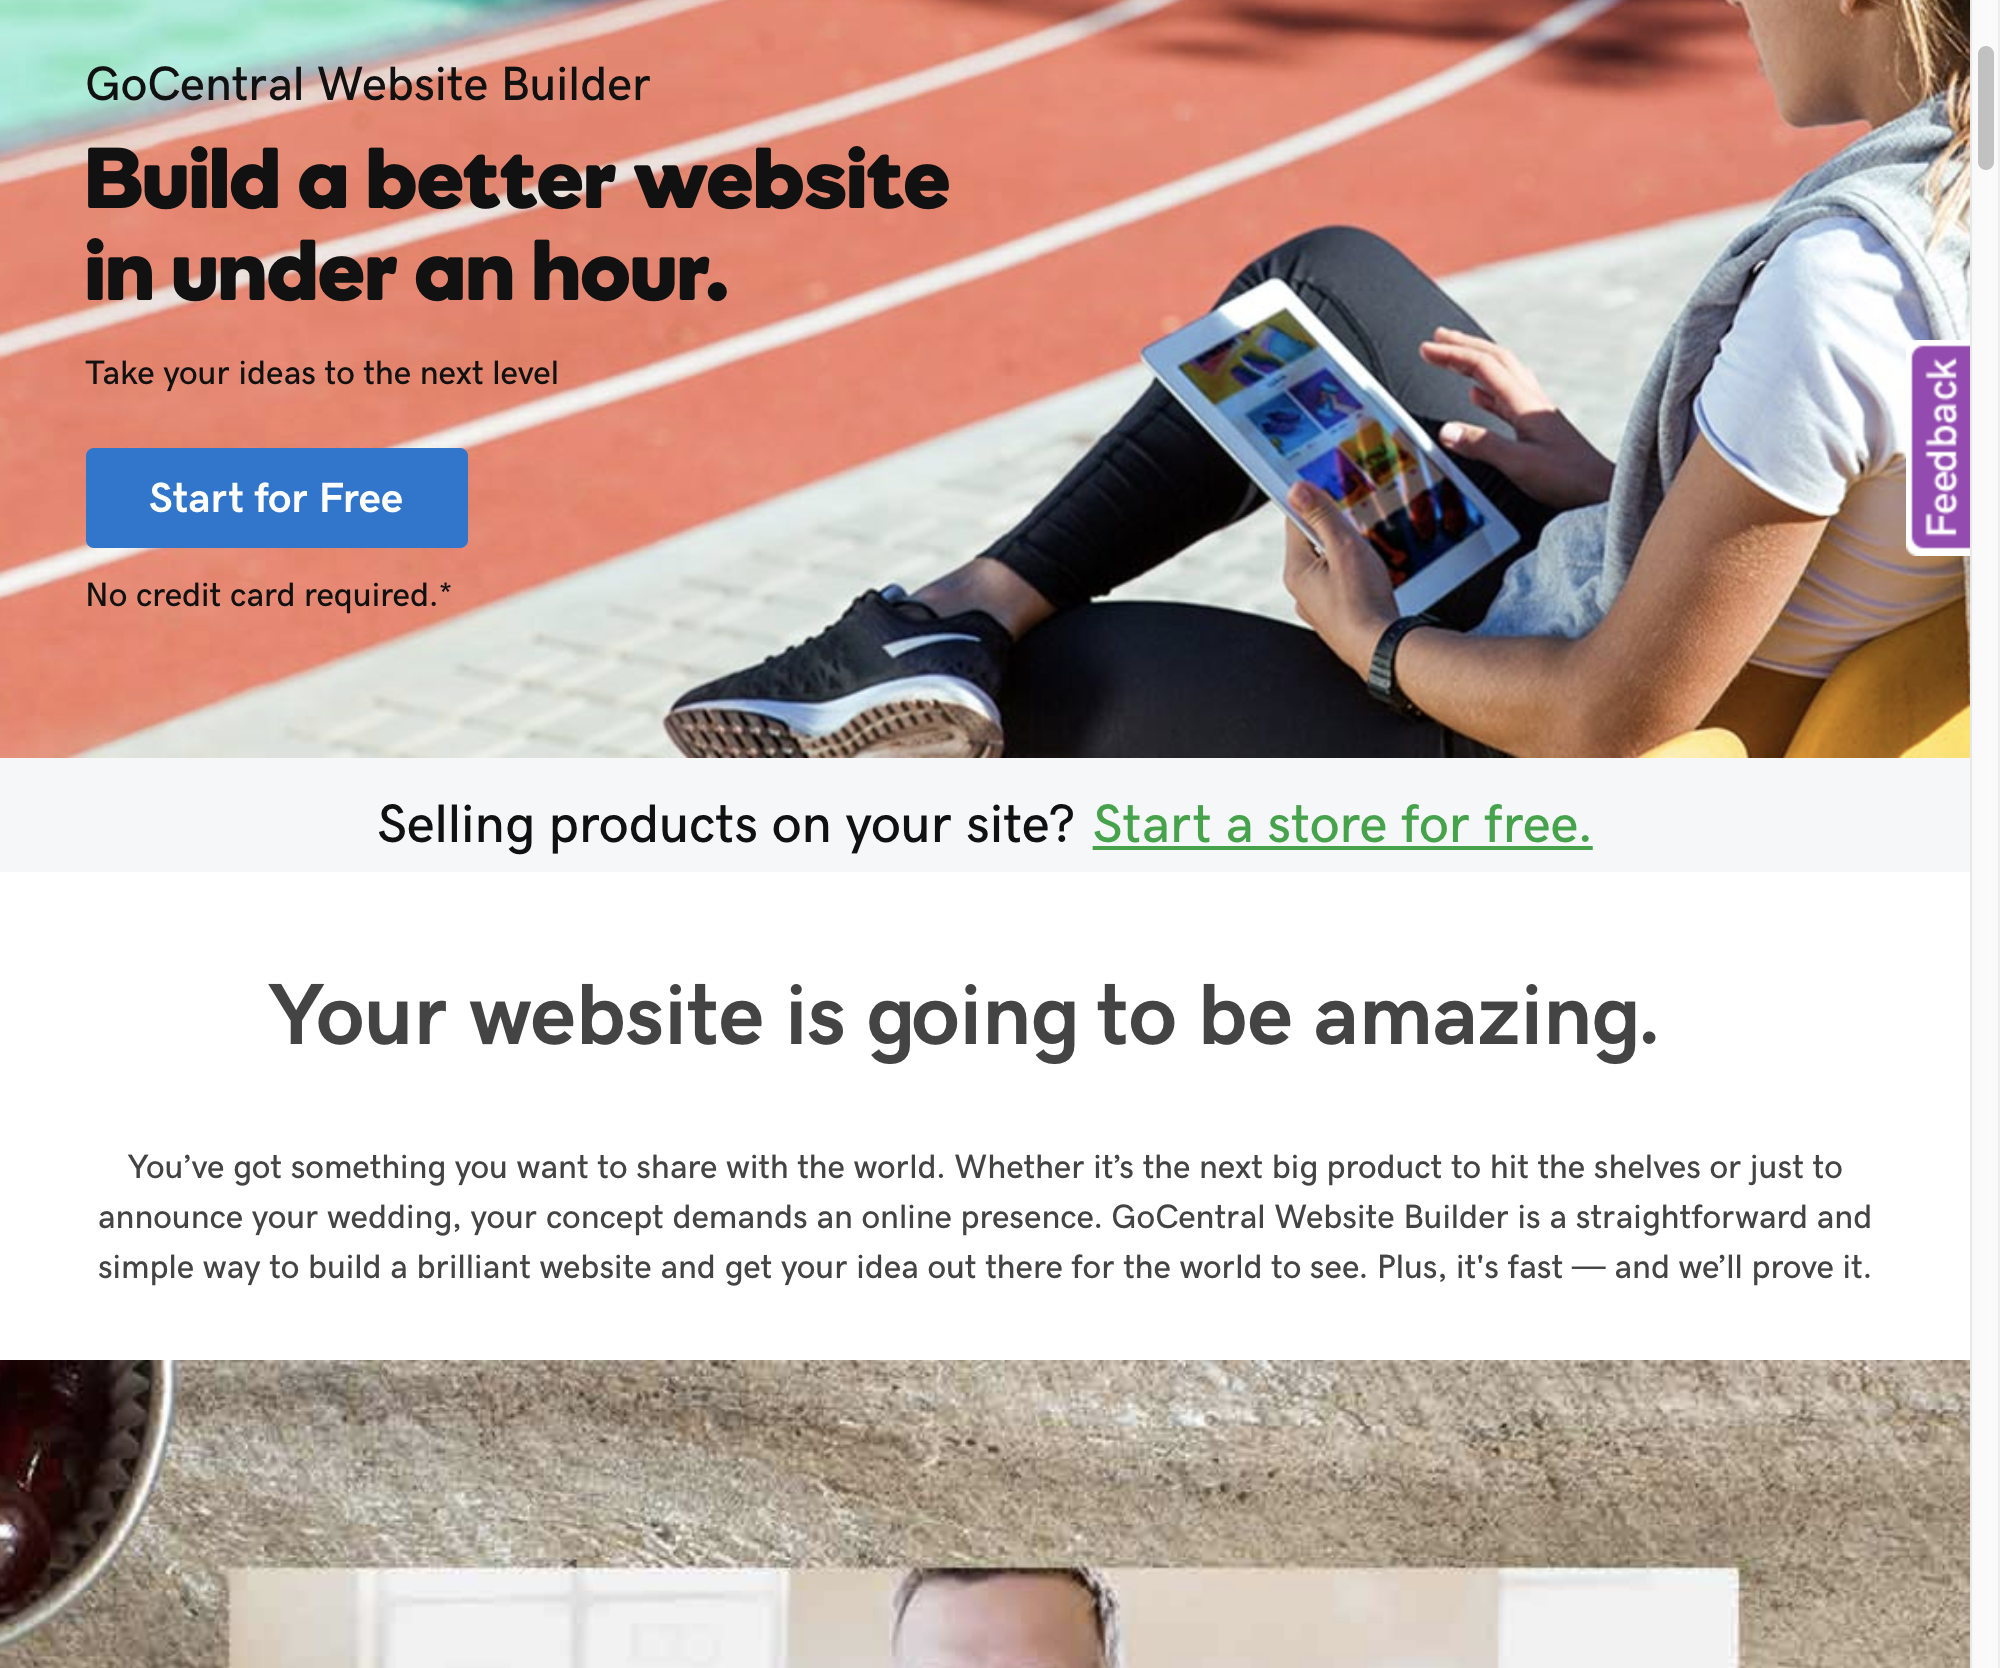 GoCentral Website Builder
Build a better website
in under an hour.
Take your ideas to the next level
Start for Free
No credit card required.*
Feedback
Selling products on your site? Start a store for free.
Your website is going to be amazing.
You’ve got something you want to share with the world. Whether it’s the next big product to hit the shelves or just to
announce your wedding, your concept demands an online presence. GoCentral Website Builder is a straightforward and
simple way to build a brilliant website and get your idea out there for the world to see. Plus, it's fast — and we’ll prove it.